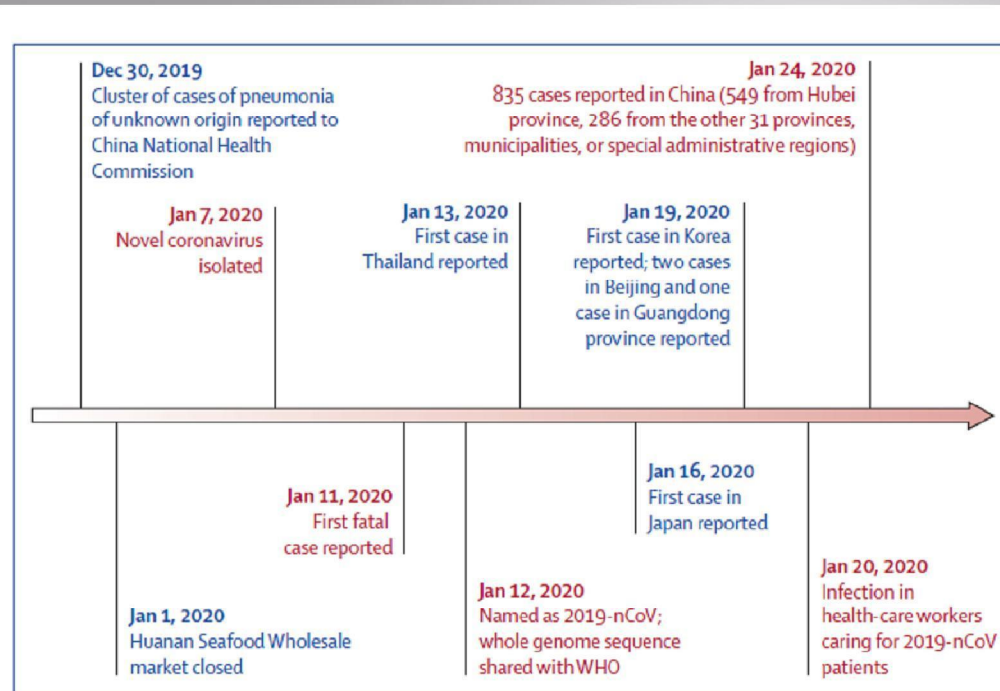 Dec 30, 2019
Cluster of cases of pneumonia
of unknown origin reported to
China National Health
Commission
Jan 24, 2020
835 cases reported in China (549 from Hubei
province, 286 from the other 31 provinces,
municipalities, or special administrative regions)
Jan 7, 2020
Novel coronavirus
isolated
Jan 13, 2020
First case in
Thailand reported
Jan 19, 2020
First case in Korea
reported; two cases
in Beijing and one
case in Guangdong
province reported
Jan 11, 2020
First fatal
case reported
Jan 16, 2020
First case in
Japan reported
Jan 1, 2020
Huanan Seafood Wholesale
market closed
Jan 12, 2020
Named as 2019-nCoV;
whole genome sequence
shared with WHO
Jan 20, 2020
Infection in
health-care workers
caring for 2019-nCoV
patients